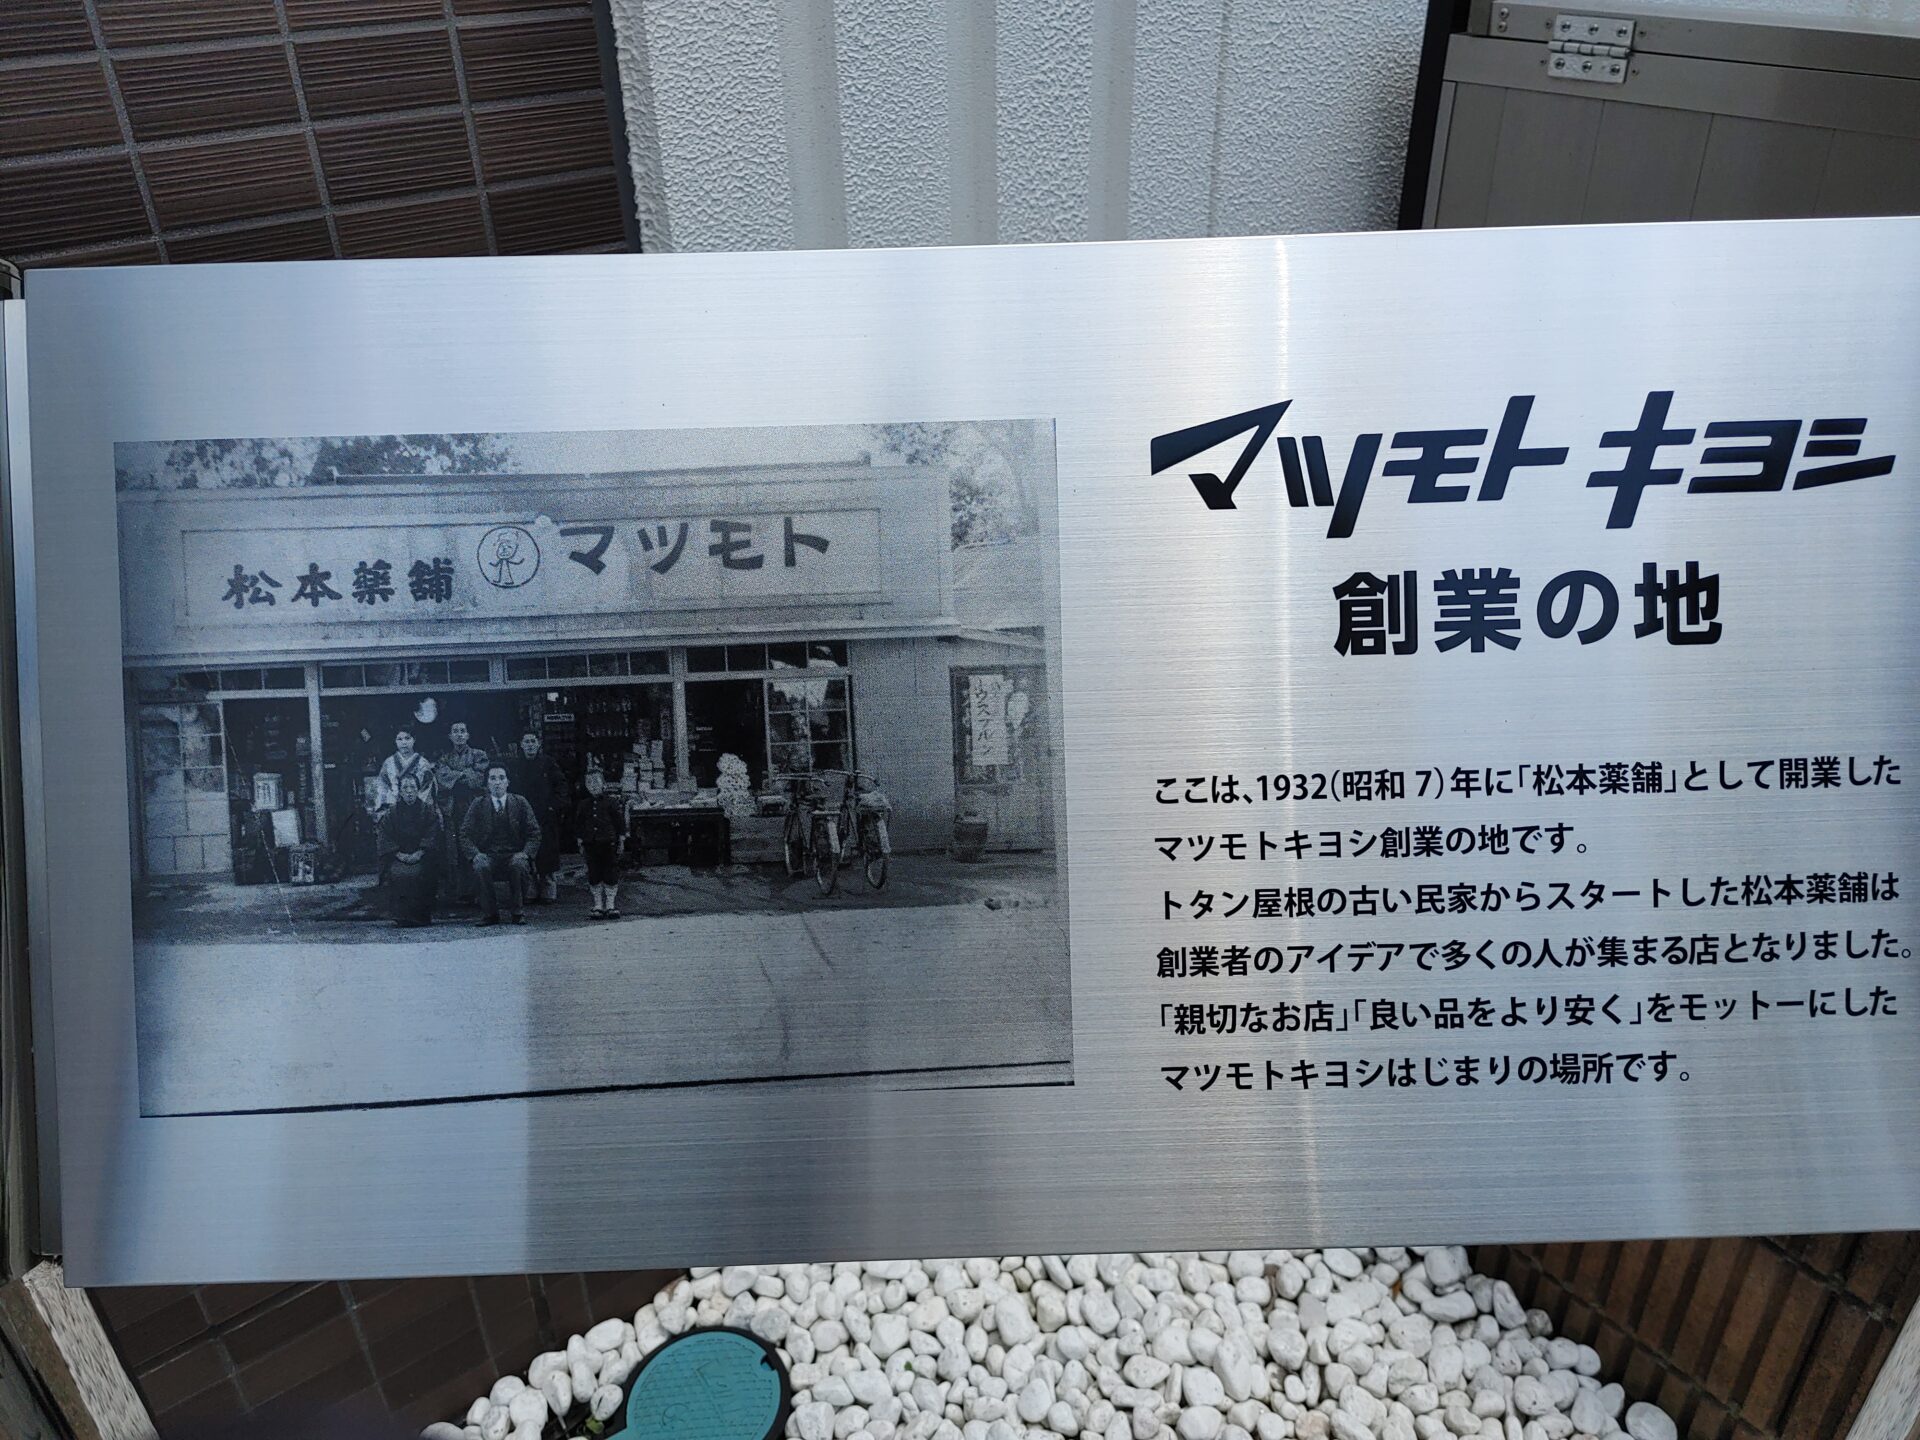 松本薬舗 マツモト
マツモトキヨシ
創業の地
ここは、1932(昭和7)年に「松本薬舗」として開業した
マツモトキヨシ創業の地です。
トタン屋根の古い民家からスタートした松本薬舗は
創業者のアイデアで多くの人が集まる店となりました。
「親切なお店」「良い品をより安く」をモットーにした
マツモトキヨシはじまりの場所です。